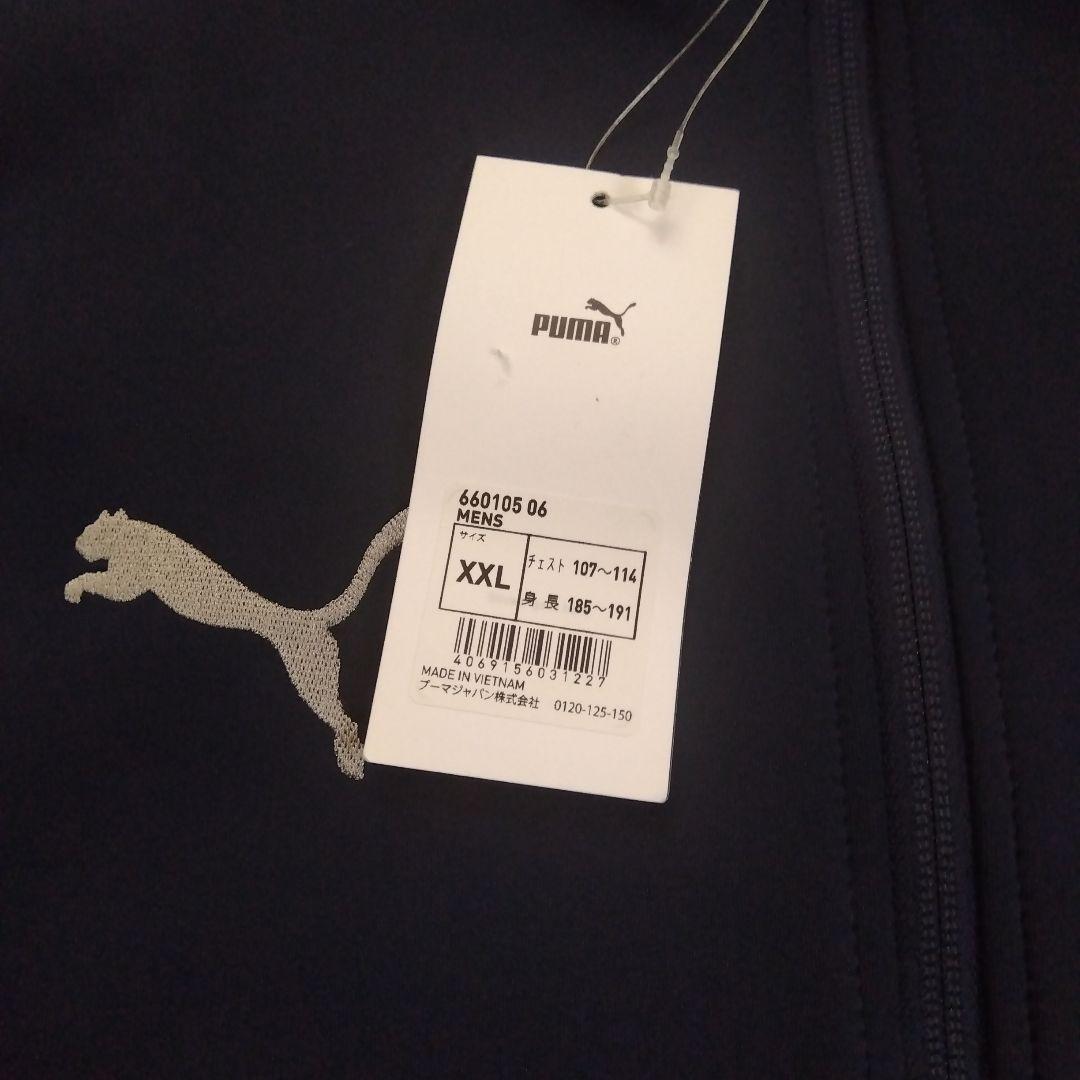 PUMA®
660105 06
MENS
サイズ
XXL
チェスト 107〜114
身長 185〜191
4069156031227
MADE IN VIETNAM
プーマジャパン株式会社 0120-125-150